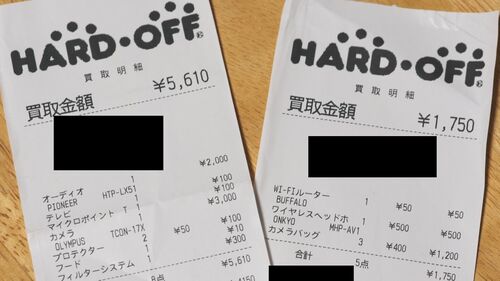 HARD・OFF
買取明細
買取金額 ¥5,610
オーディオ 1 ¥2,000
PIONEER HTP-LX51
テレビ 1 ¥100
マイクロポイント T 1 ¥100
カメラ 1 ¥3,000
OLYMPUS TCON-17X
プロテクター 2 ¥50 ¥100
フード 1 ¥10
フィルターシステム 1 ¥300
8点 ¥5,610
HARD・OFF
買取明細
買取金額 ¥1,750
WI-FIルーター 1 ¥50 ¥50
BUFFALO
ワイヤレスヘッドホ 1 ¥500 ¥500
ONKYO MHP-AV1
カメラバッグ 3 ¥400 ¥1,200
合計 5点 ¥1,750